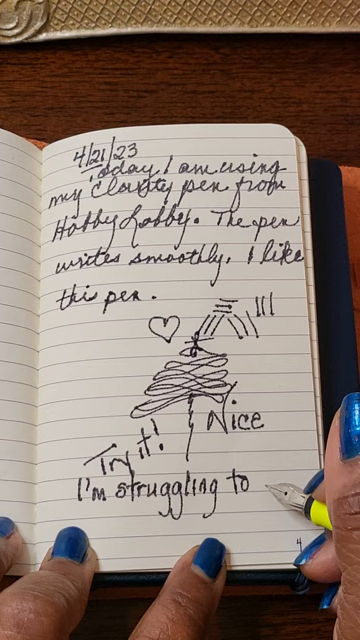 4/21/23
Today I am using
my Clarity pen from
Hobby Lobby. The pen
writes smoothly. I like
this pen.
Nice
Try it!
I'm struggling to
4